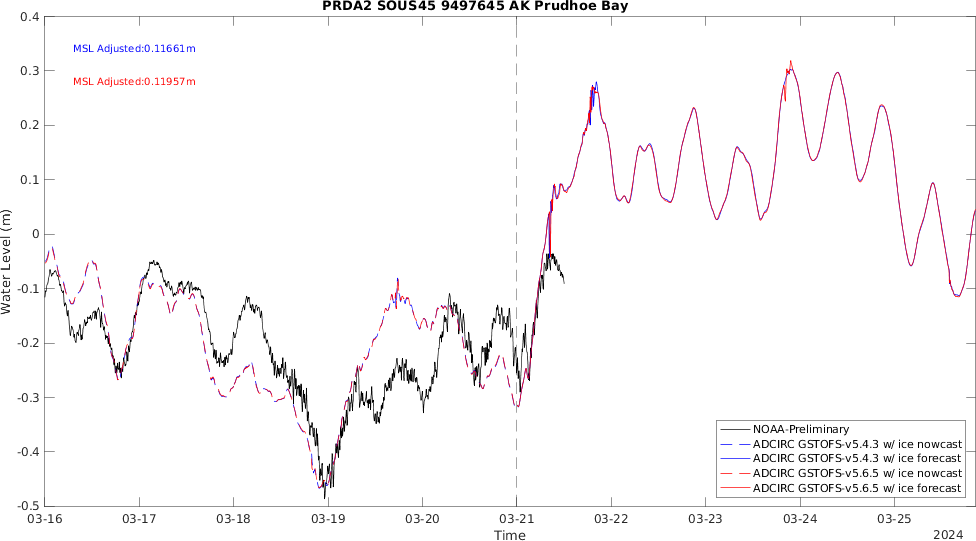 PRDA2 SOUS45 9497645 AK Prudhoe Bay
0.4
MSL Adjusted:0.11661m
0.3
MSL Adjusted:0.11957m
0.2
0.1
0
Water Level (m)
-0.1
-0.2
-0.3
-0.4
-0.5
NOAA-Preliminary
ADCIRC GSTOFS-v5.4.3 w/ ice nowcast
ADCIRC GSTOFS-v5.4.3 w/ ice forecast
ADCIRC GSTOFS-v5.6.5 w/ ice nowcast
ADCIRC GSTOFS-v5.6.5 w/ ice forecast
03-16 03-17 03-18 03-19 03-20 03-21 03-22 03-23 03-24 03-25
Time
2024